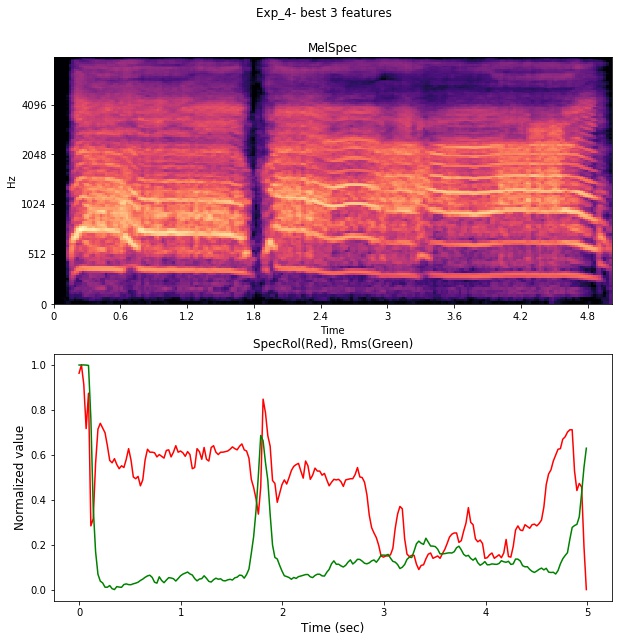 Exp_4- best 3 features
MelSpec
4096
2048
1024
512
0
Hz
0 0.6 1.2 1.8 2.4 3 3.6 4.2 4.8
Time
SpecRol(Red), Rms(Green)
1.0
0.8
0.6
0.4
0.2
0.0
Normalized value
0 1 2 3 4 5
Time (sec)